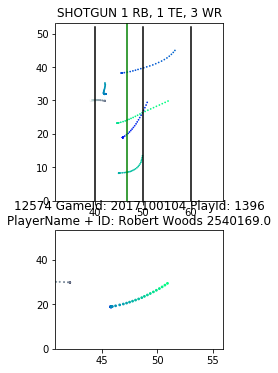 SHOTGUN 1 RB, 1 TE, 3 WR
50
40
30
20
10
0
40 50 60
12574 GameId: 2017100104 PlayId: 1396
PlayerName + ID: Robert Woods 2540169.0
40
20
0
45 50 55